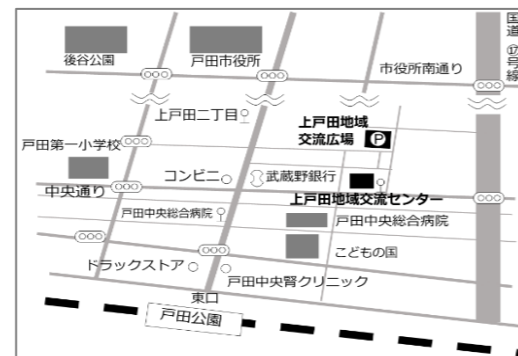 国道⑰号線
後谷公園
戸田市役所
市役所南通り
上戸田二丁目
上戸田地域
交流広場
P
戸田第一小学校
コンビニ
武蔵野銀行
中央通り
上戸田地域交流センター
戸田中央総合病院
戸田中央総合病院
こどもの国
ドラックストア
戸田中央腎クリニック
東口
戸田公園